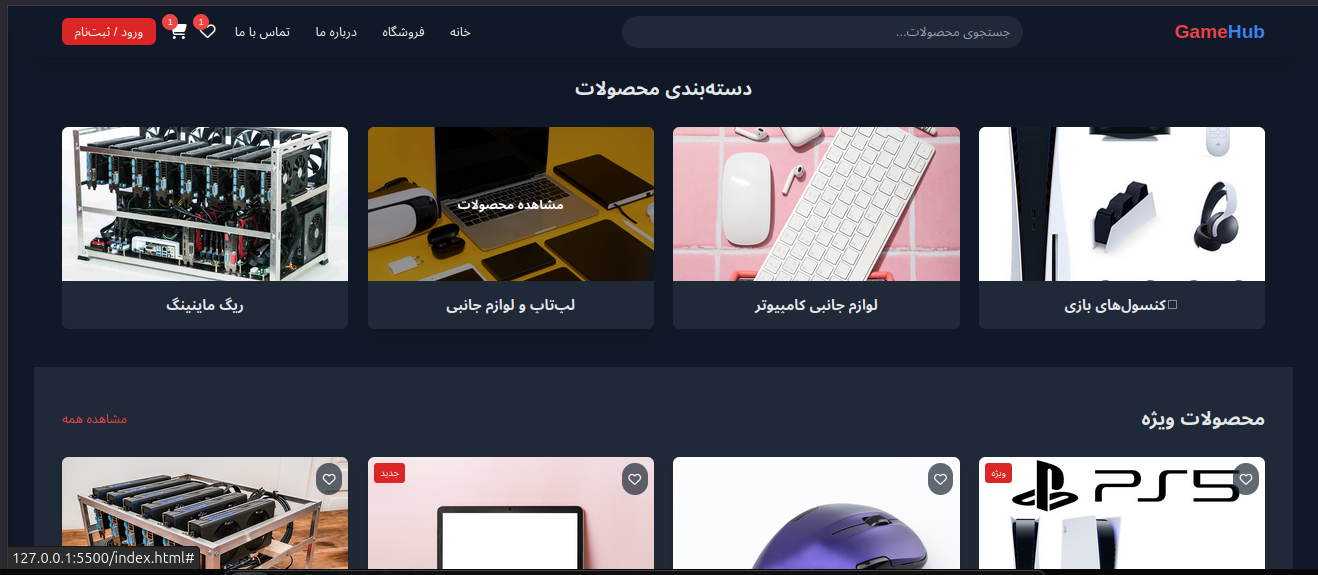 GameHub
جستجوی محصولات...
خانه
فروشگاه
درباره ما
تماس با ما
1
1
ورود / ثبت‌نام
دسته‌بندی محصولات
مشاهده محصولات
کنسول‌های بازی
لوازم جانبی کامپیوتر
لپ‌تاپ و لوازم جانبی
ریگ ماینینگ
محصولات ویژه
مشاهده همه
ویژه
PS5
جدید
127.0.0.1:5500/index.html#